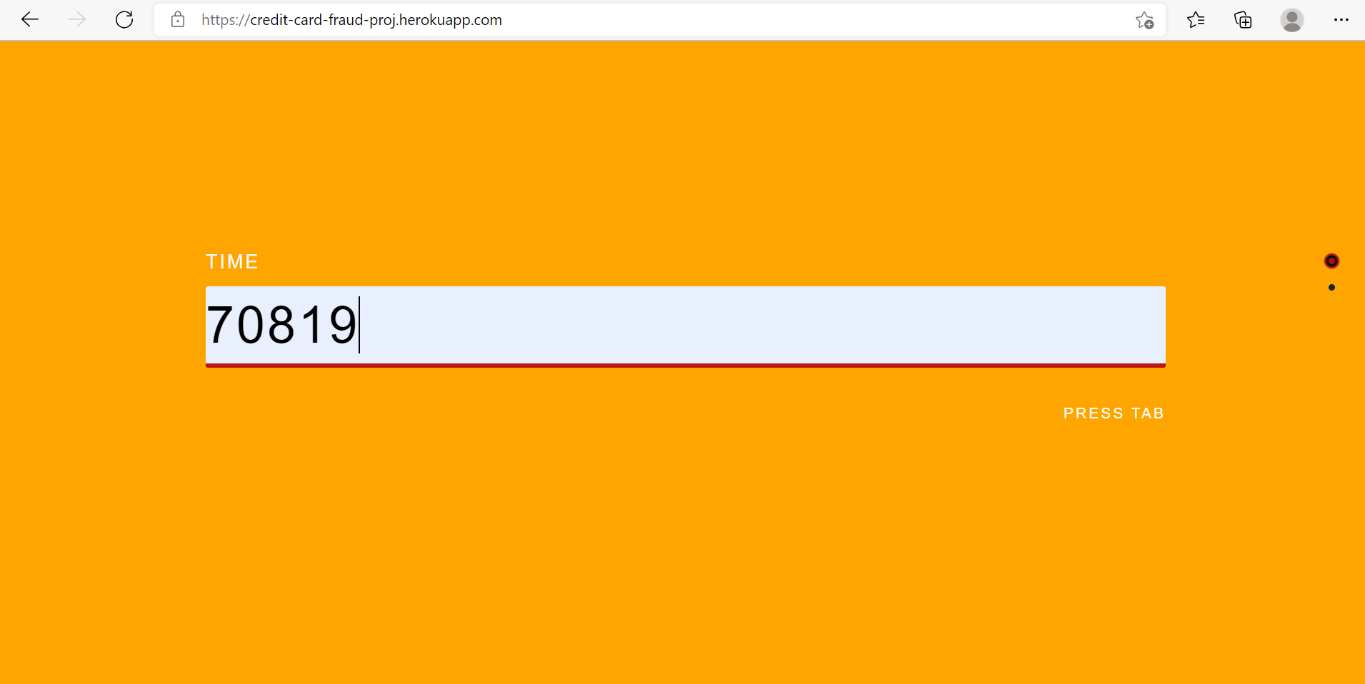 https://credit-card-fraud-proj.herokuapp.com
TIME
70819
PRESS TAB